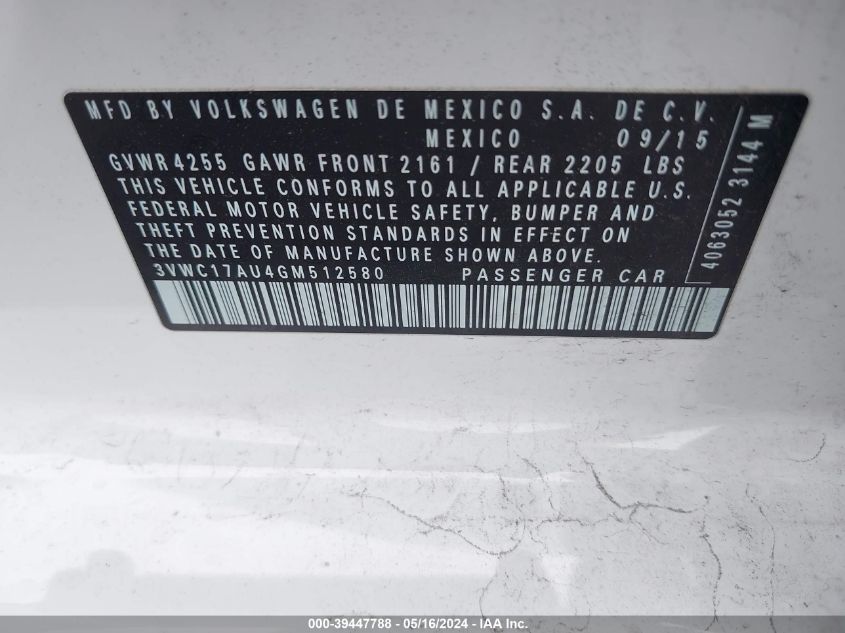 MFD BY VOLKSWAGEN DE MEXICO S.A. DE C.V.
MEXICO 09/15
GVWR 4255 GAWR FRONT 2161 / REAR 2205 LBS
THIS VEHICLE CONFORMS TO ALL APPLICABLE U.S.
FEDERAL MOTOR VEHICLE SAFETY, BUMPER AND
THEFT PREVENTION STANDARDS IN EFFECT ON
THE DATE OF MANUFACTURE SHOWN ABOVE.
3VWC17AU4GM512580 PASSENGER CAR
4063052 3144 M
000-39447788 - 05/16/2024 - IAA Inc.